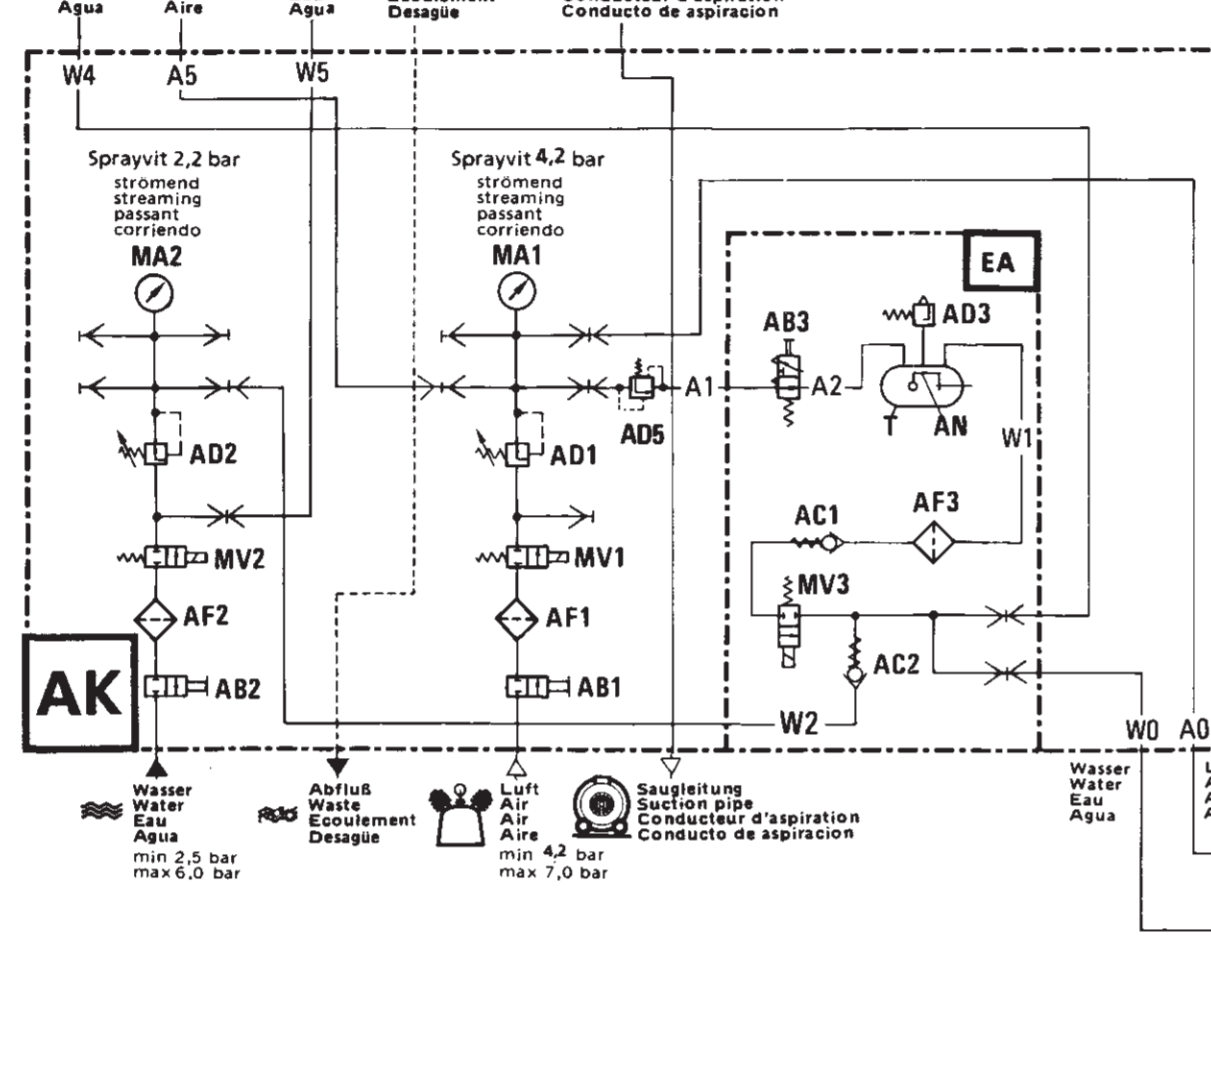 Agua
Aire
Agua
Desagüe
Conducto de aspiracion
W4
A5
W5
Sprayvit 2,2 bar
strömend
streaming
passant
corriendo
MA2
Sprayvit 4,2 bar
strömend
streaming
passant
corriendo
MA1
EA
AB3
AD3
A1
A2
T
AN
AD5
W1
AD2
AD1
AC1
AF3
MV2
MV1
MV3
AF2
AF1
AC2
AK
AB2
AB1
W2
W0
A0
Wasser
Water
Eau
Agua
min 2,5 bar
max 6,0 bar
Abfluß
Waste
Ecoulement
Desagüe
Luft
Air
Air
Aire
min 4,2 bar
max 7,0 bar
Saugleitung
Suction pipe
Conducteur d'aspiration
Conducto de aspiracion
Wasser
Water
Eau
Agua